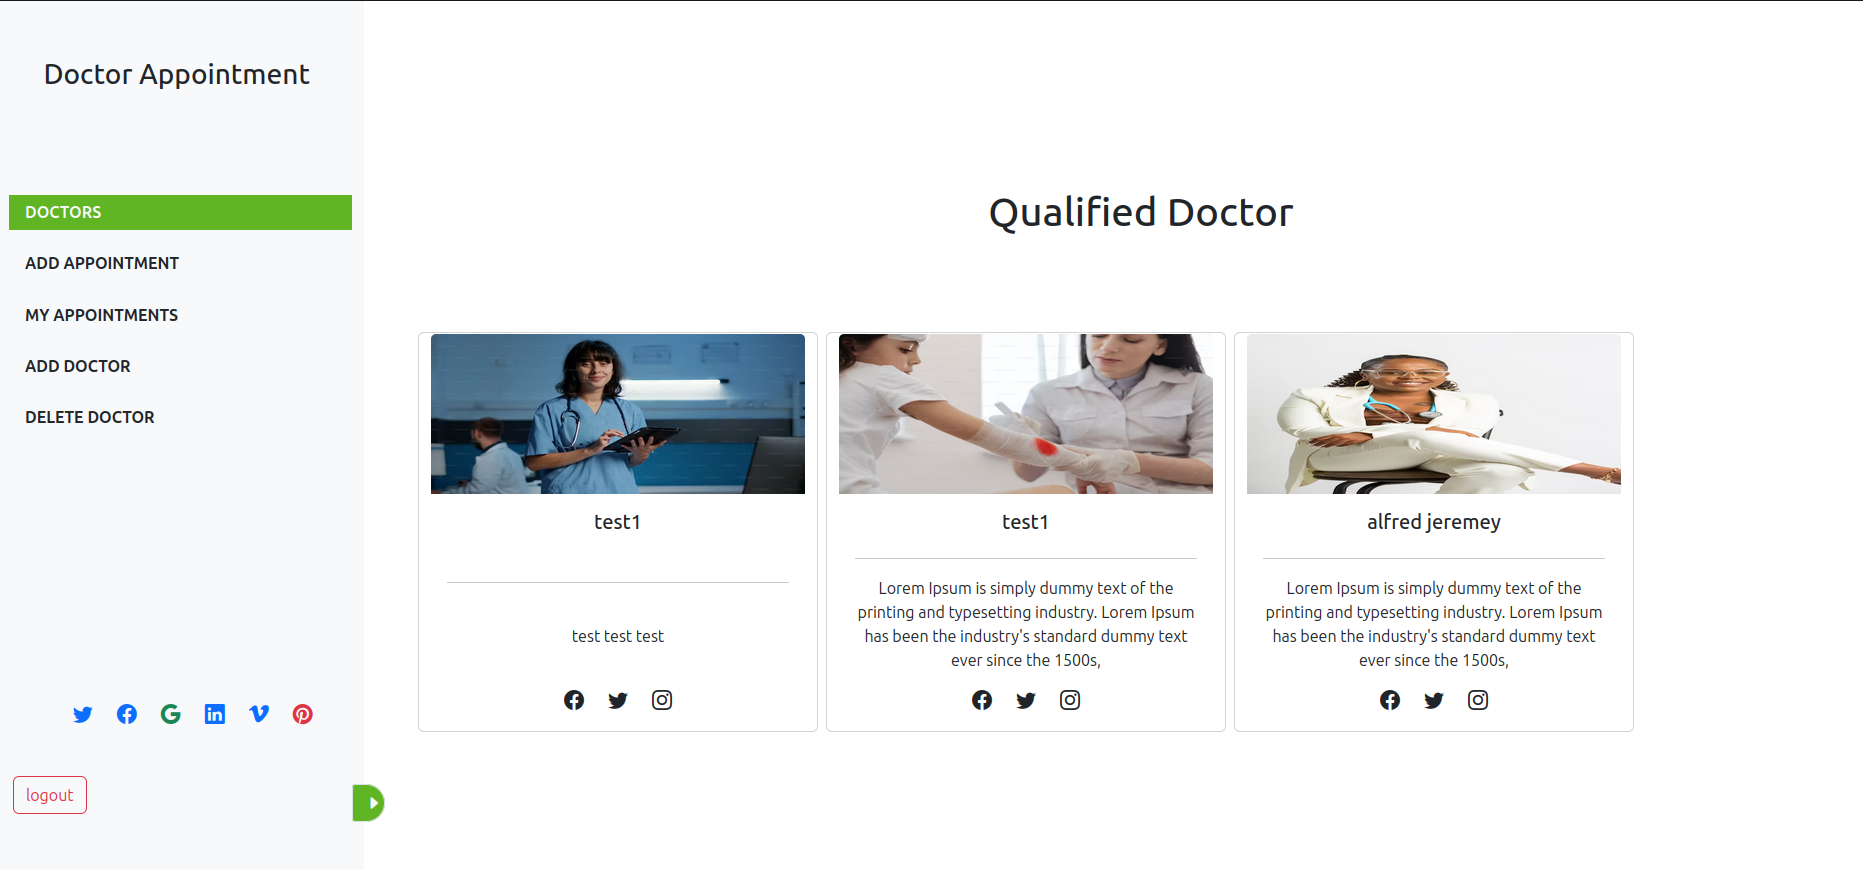 Doctor Appointment
DOCTORS
ADD APPOINTMENT
MY APPOINTMENTS
ADD DOCTOR
DELETE DOCTOR
logout
Qualified Doctor
test1
test test test
test1
Lorem Ipsum is simply dummy text of the
printing and typesetting industry. Lorem Ipsum
has been the industry's standard dummy text
ever since the 1500s,
alfred jeremey
Lorem Ipsum is simply dummy text of the
printing and typesetting industry. Lorem Ipsum
has been the industry's standard dummy text
ever since the 1500s,